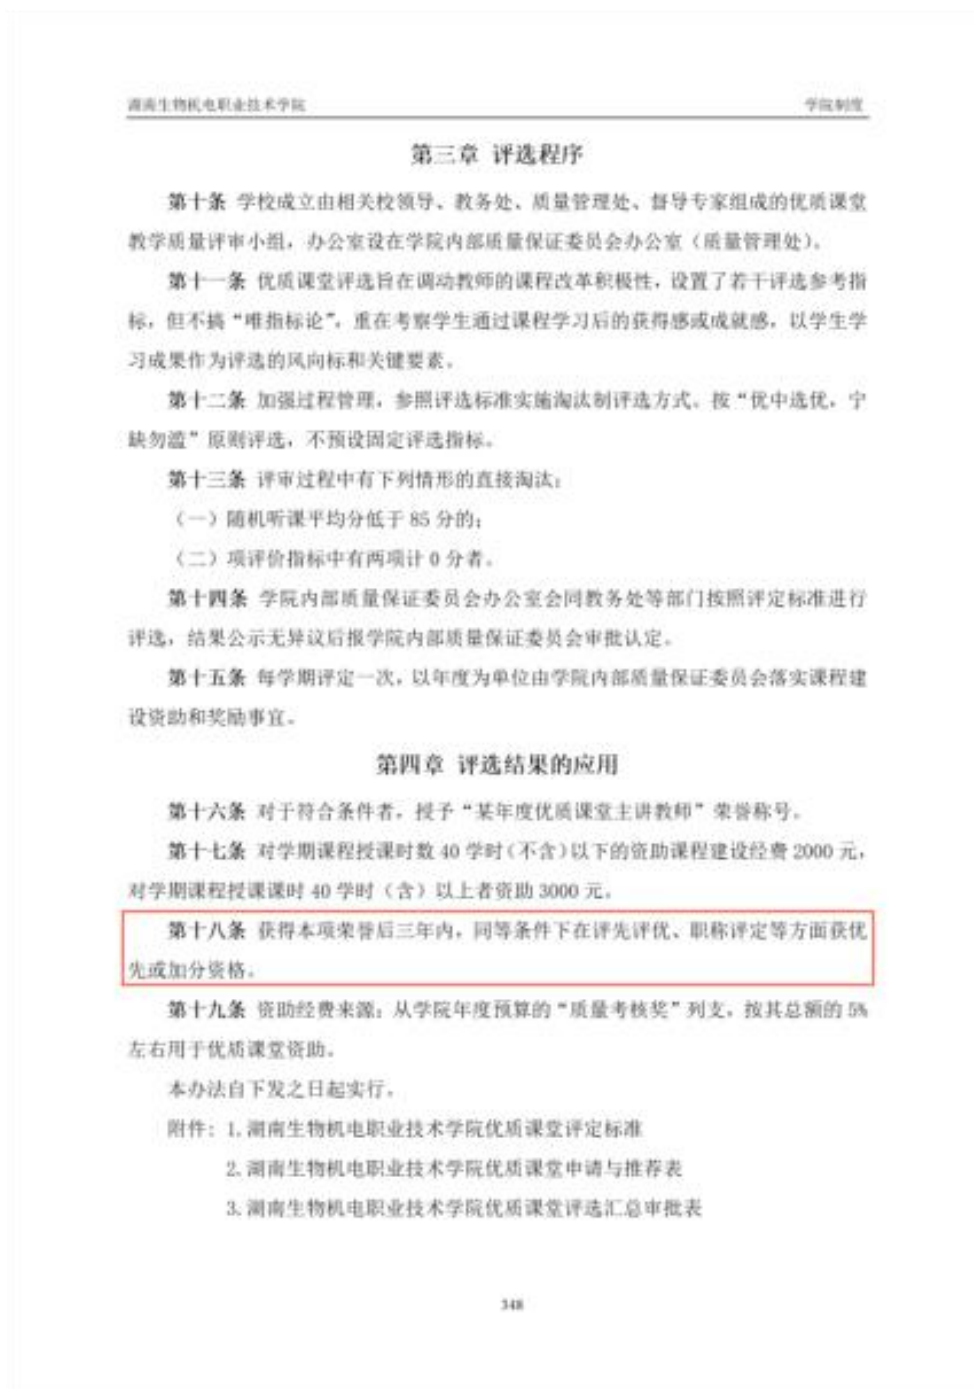 湖南生物机电职业技术学院 学院制度
第三章 评选程序
第十条 学校成立由相关校领导、教务处、质量管理处、督导专家组成的优质课堂
教学质量评审小组，办公室设在学院内部质量保证委员会办公室（质量管理处）。
第十一条 优质课堂评选旨在调动教师的课程改革积极性，设置了若干评选参考指
标，但不搞“唯指标论”，重在考察学生通过课程学习后的获得感或成就感，以学生学
习成果作为评选的风向标和关键要素。
第十二条 加强过程管理，参照评选标准实施淘汰制评选方式。按“优中选优，宁
缺勿滥”原则评选，不预设固定评选指标。
第十三条 评审过程中有下列情形的直接淘汰：
（一）随机听课平均分低于 85 分的；
（二）项评价指标中有两项计 0 分者。
第十四条 学院内部质量保证委员会办公室会同教务处等部门按照评定标准进行
评选，结果公示无异议后报学院内部质量保证委员会审批认定。
第十五条 每学期评定一次，以年度为单位由学院内部质量保证委员会落实课程建
设资助和奖励事宜。
第四章 评选结果的应用
第十六条 对于符合条件者，授予“某年度优质课堂主讲教师”荣誉称号。
第十七条 对学期课程授课时数 40 学时（不含）以下的资助课程建设经费 2000 元，
对学期课程授课课时 40 学时（含）以上者资助 3000 元。
第十八条 获得本项荣誉后三年内，同等条件下在评先评优、职称评定等方面获优
先或加分资格。
第十九条 资助经费来源：从学院年度预算的“质量考核奖”列支，按其总额的 5%
左右用于优质课堂资助。
本办法自下发之日起实行。
附件：1.湖南生物机电职业技术学院优质课堂评定标准
2.湖南生物机电职业技术学院优质课堂申请与推荐表
3.湖南生物机电职业技术学院优质课堂评选汇总审批表
348